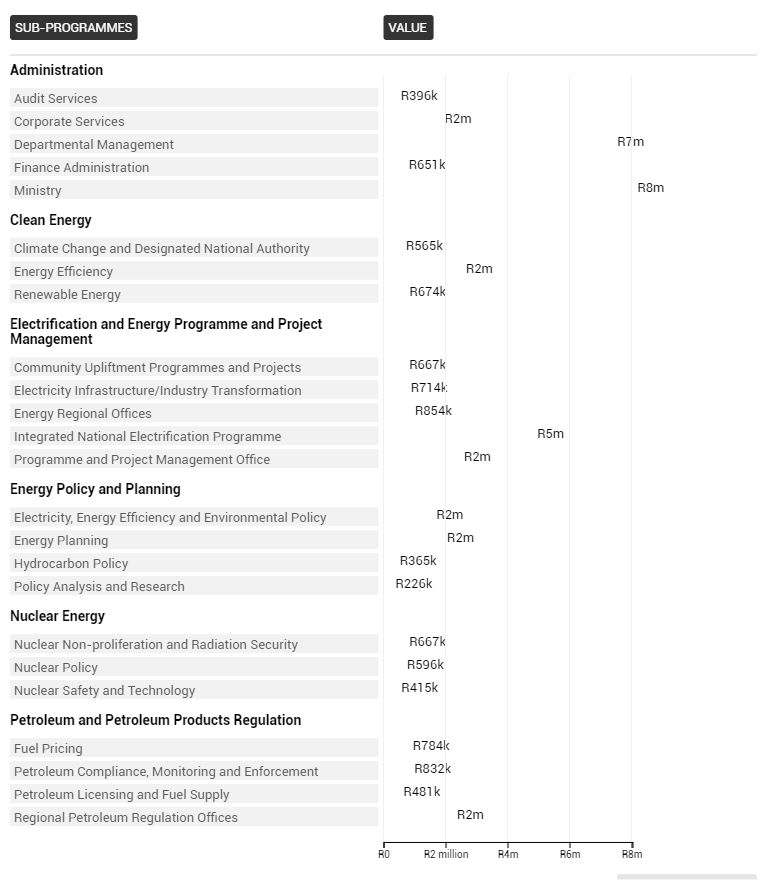 SUB-PROGRAMMES VALUE
Administration
Audit Services R396k
Corporate Services R2m
Departmental Management R7m
Finance Administration R651k
Ministry R8m
Clean Energy
Climate Change and Designated National Authority R565k
Energy Efficiency R2m
Renewable Energy R674k
Electrification and Energy Programme and Project
Management
Community Upliftment Programmes and Projects R667k
Electricity Infrastructure/Industry Transformation R714k
Energy Regional Offices R854k
Integrated National Electrification Programme R5m
Programme and Project Management Office R2m
Energy Policy and Planning
Electricity, Energy Efficiency and Environmental Policy R2m
Energy Planning R2m
Hydrocarbon Policy R365k
Policy Analysis and Research R226k
Nuclear Energy
Nuclear Non-proliferation and Radiation Security R667k
Nuclear Policy R596k
Nuclear Safety and Technology R415k
Petroleum and Petroleum Products Regulation
Fuel Pricing R784k
Petroleum Compliance, Monitoring and Enforcement R832k
Petroleum Licensing and Fuel Supply R481k
Regional Petroleum Regulation Offices R2m
R0 R2 million R4m R6m R8m